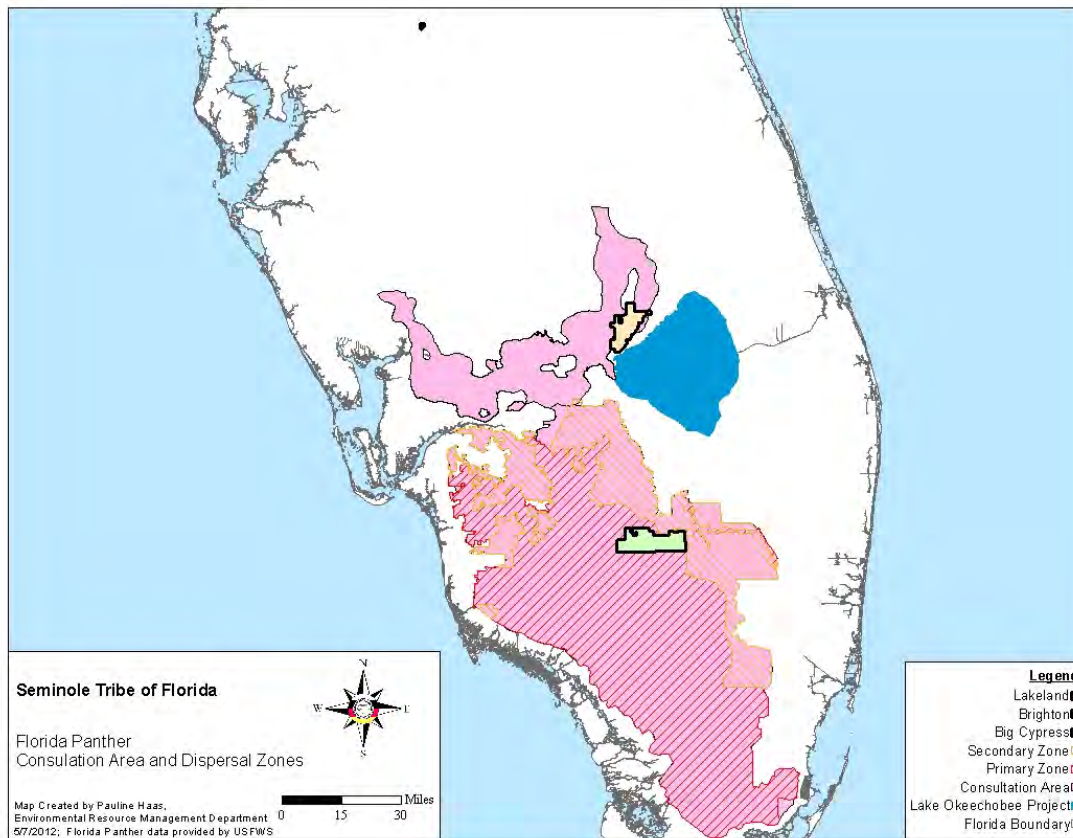 Seminole Tribe of Florida
Florida Panther
Consulation Area and Dispersal Zones
Map Created by Pauline Haas,
Environmental Resource Management Department
5/7/2012; Florida Panther data provided by USFWS
N
W
E
S
Miles
0 15 30
Legen
Lakeland
Brighton
Big Cypress
Secondary Zone
Primary Zone
Consultation Area
Lake Okeechobee Project
Florida Boundary